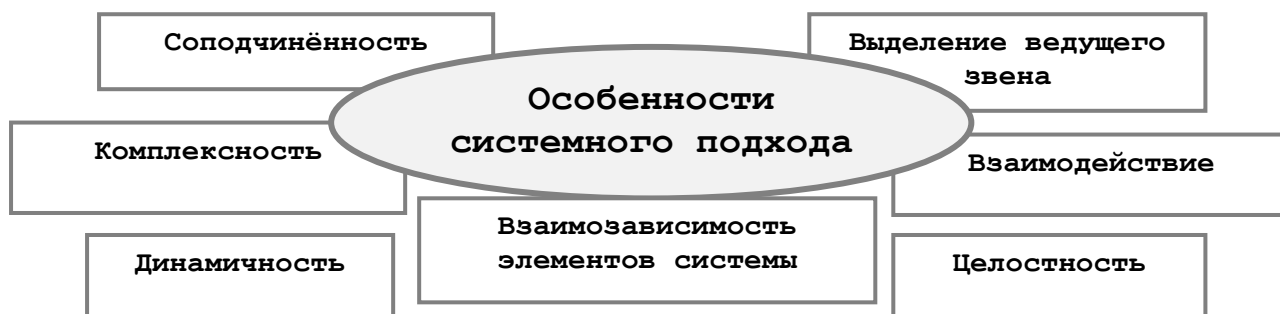 Соподчинённость
Выделение ведущего
звена
Особенности
системного подхода
Комплексность
Взаимодействие
Взаимозависимость
элементов системы
Динамичность
Целостность